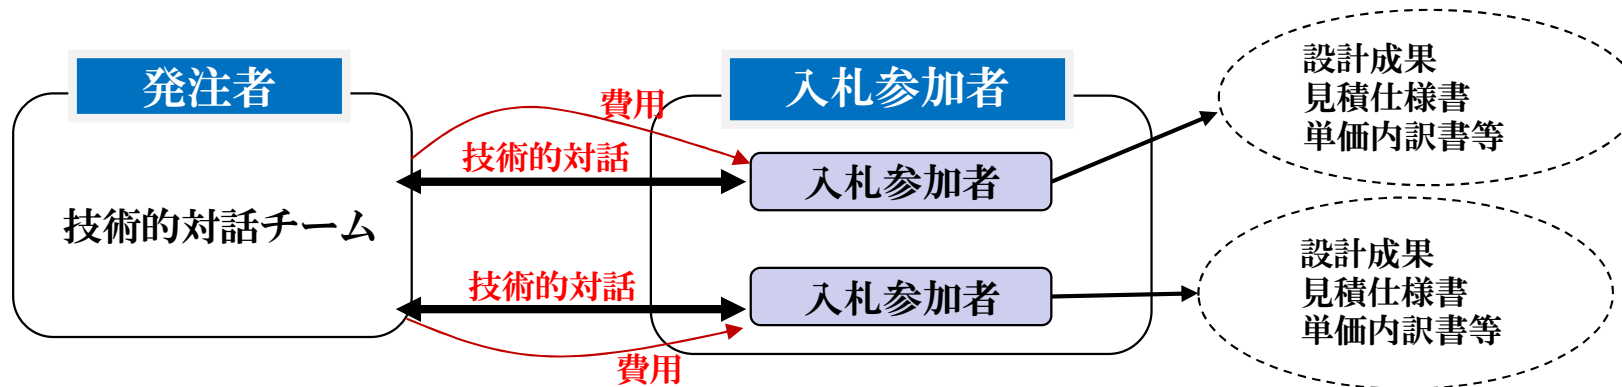 発注者
技術的対話チーム
費用
技術的対話
技術的対話
費用
入札参加者
入札参加者
入札参加者
設計成果
見積仕様書
単価内訳書等
設計成果
見積仕様書
単価内訳書等